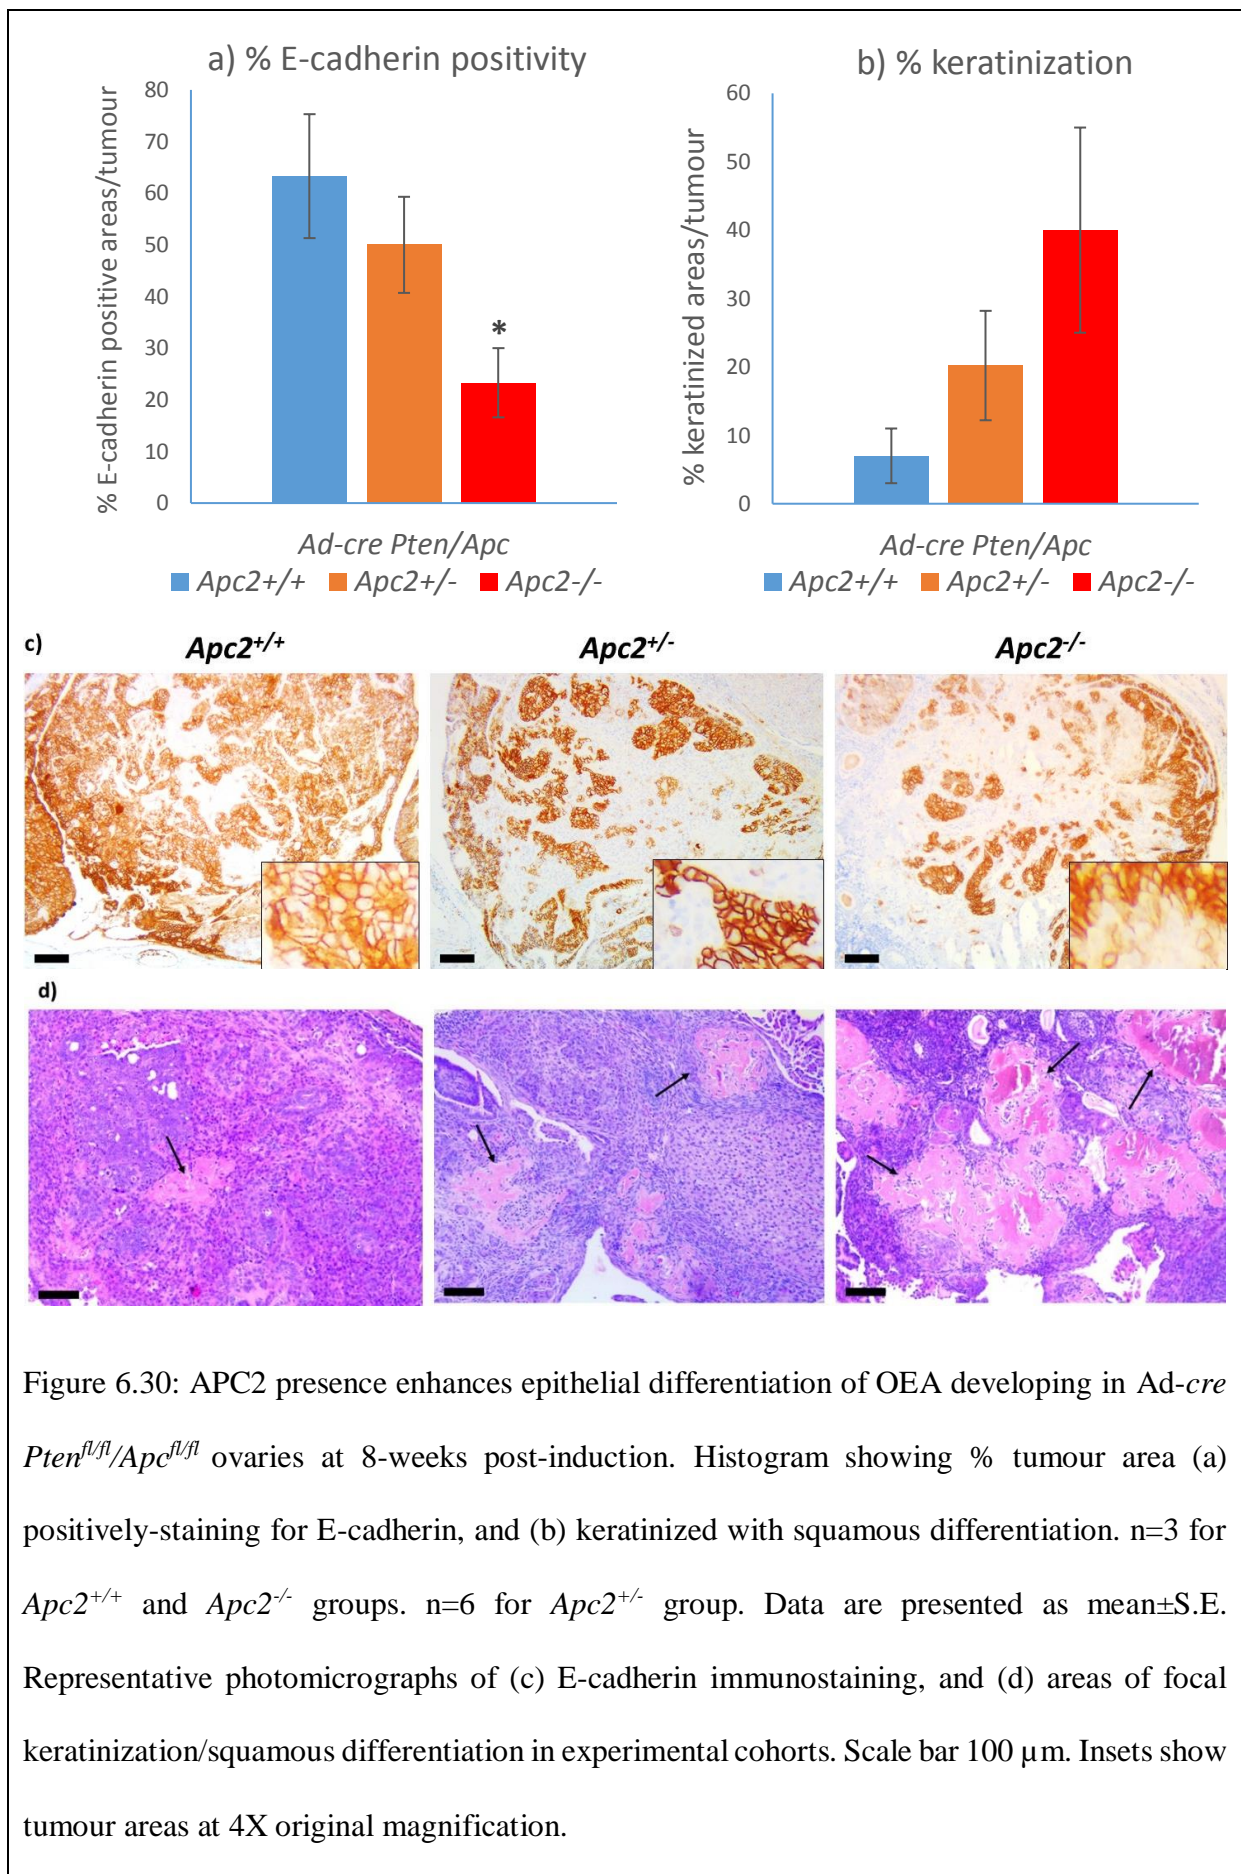 a) % E-cadherin positivity
% E-cadherin positive areas/tumour
80
70
60
50
40
30
20
10
0
*
Ad-cre Pten/Apc
Apc2+/+ Apc2+/- Apc2-/-
b) % keratinization
% keratinized areas/tumour
60
50
40
30
20
10
0
Ad-cre Pten/Apc
Apc2+/+ Apc2+/- Apc2-/-
c) Apc2+/+ Apc2+/- Apc2-/-
d)
Figure 6.30: APC2 presence enhances epithelial differentiation of OEA developing in Ad-cre
Ptenfl/fl/Apcfl/fl ovaries at 8-weeks post-induction. Histogram showing % tumour area (a)
positively-staining for E-cadherin, and (b) keratinized with squamous differentiation. n=3 for
Apc2+/+ and Apc2-/- groups. n=6 for Apc2+/- group. Data are presented as mean±S.E.
Representative photomicrographs of (c) E-cadherin immunostaining, and (d) areas of focal
keratinization/squamous differentiation in experimental cohorts. Scale bar 100 µm. Insets show
tumour areas at 4X original magnification.